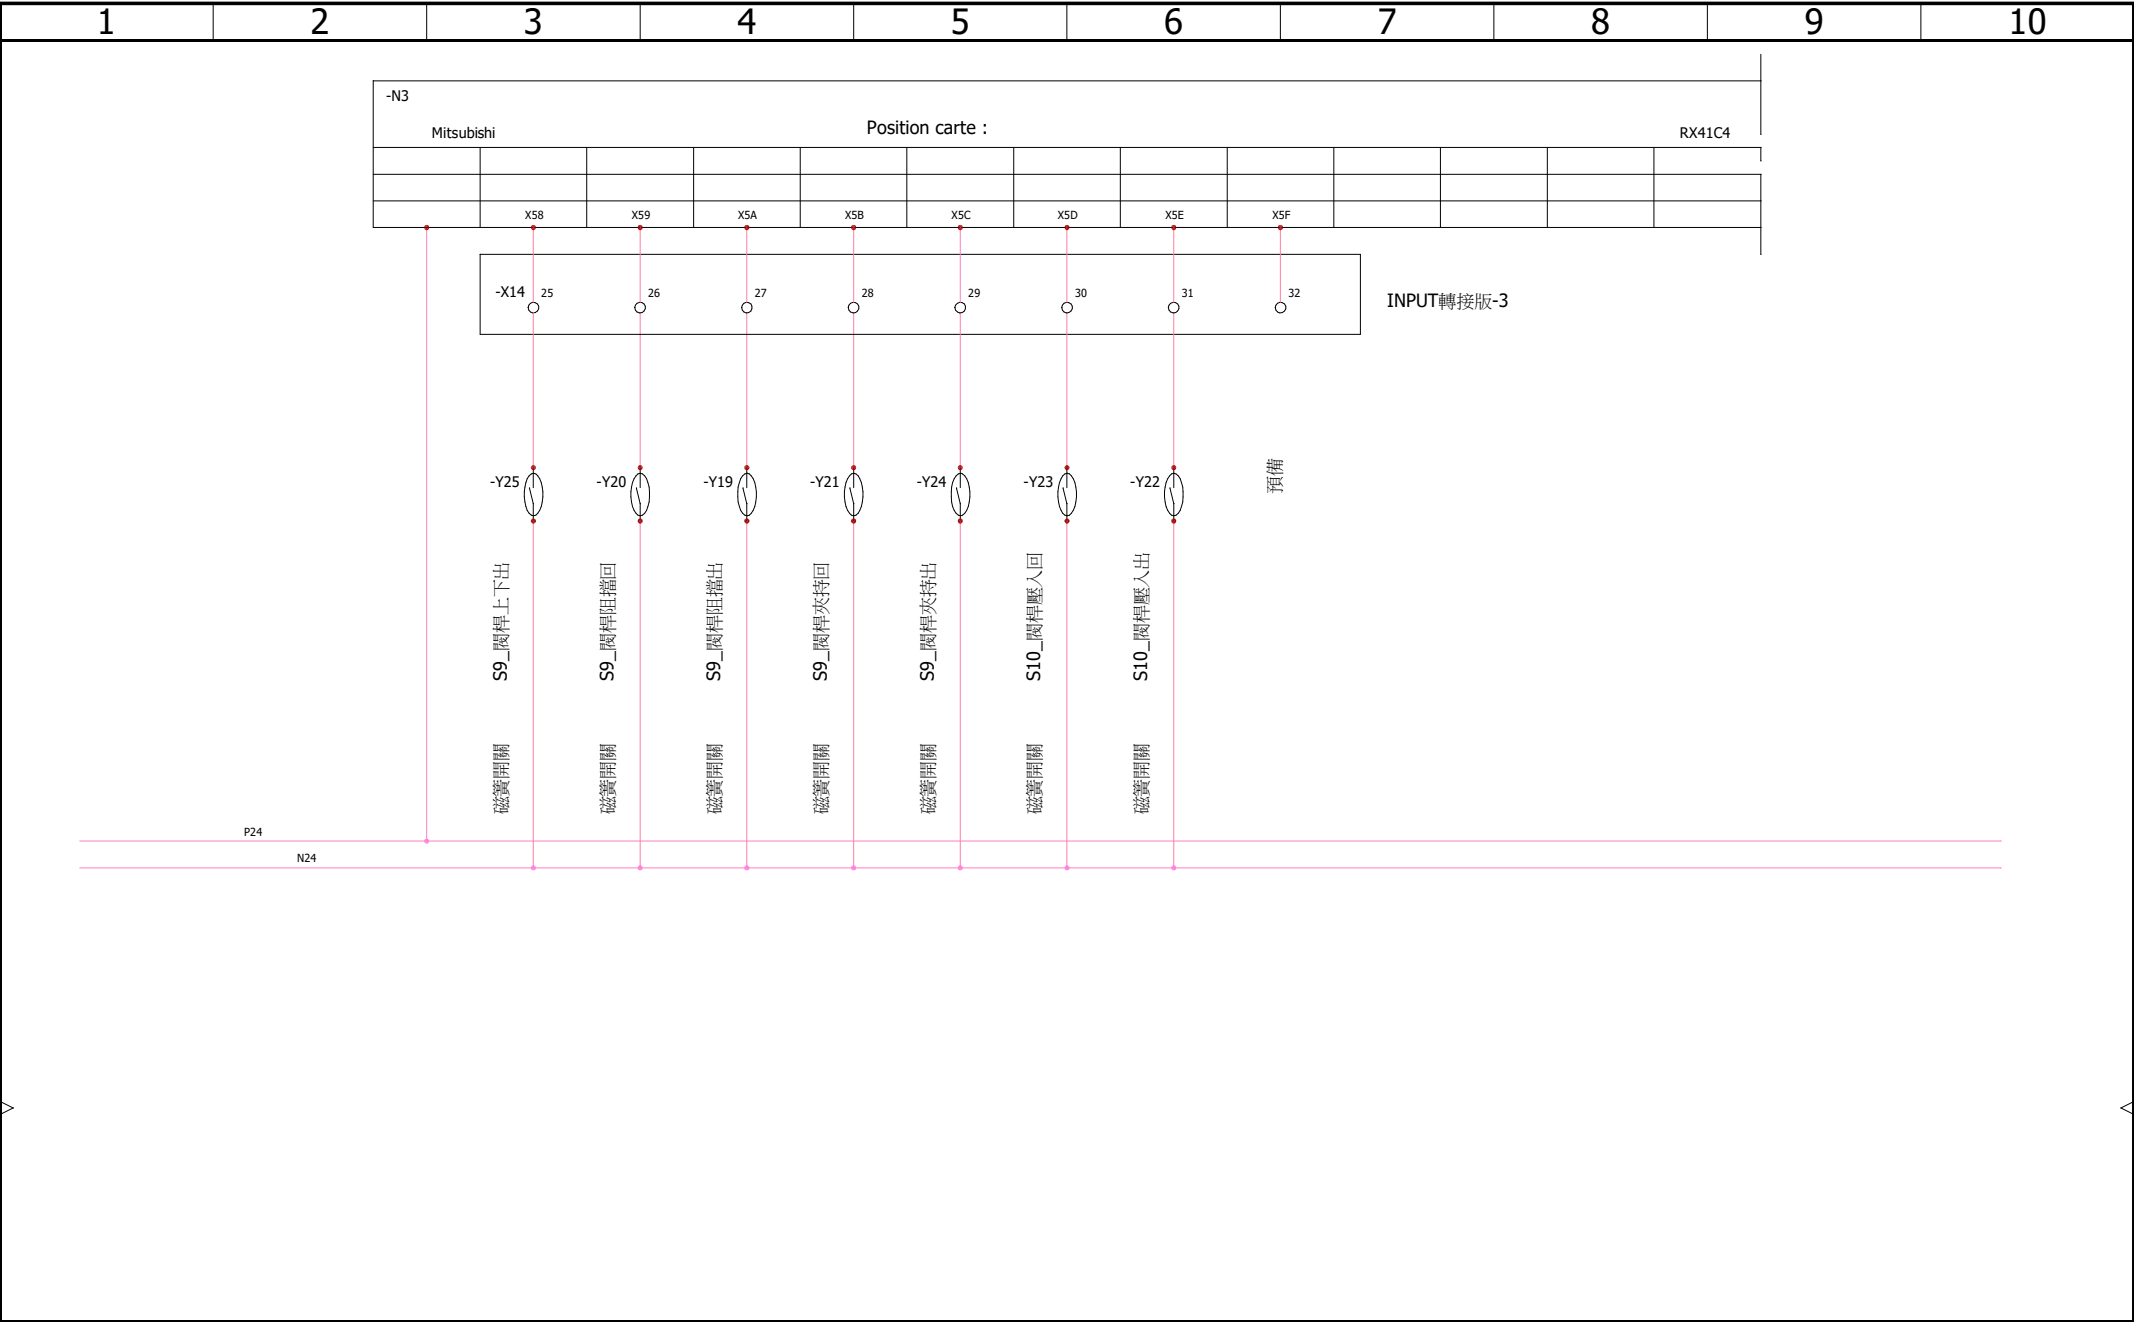 1 2 3 4 5 6 7 8 9 10
-N3
Mitsubishi Position carte : RX41C4
X58 X59 X5A X5B X5C X5D X5E X5F
-X14 25 26 27 28 29 30 31 32
INPUT轉接版-3
-Y25 -Y20 -Y19 -Y21 -Y24 -Y23 -Y22
預備
S9_閥桿上下出
S9_閥桿阻擋回
S9_閥桿阻擋出
S9_閥桿夾持回
S9_閥桿夾持出
S10_閥桿壓入回
S10_閥桿壓入出
磁簧開關
磁簧開關
磁簧開關
磁簧開關
磁簧開關
磁簧開關
磁簧開關
P24
N24